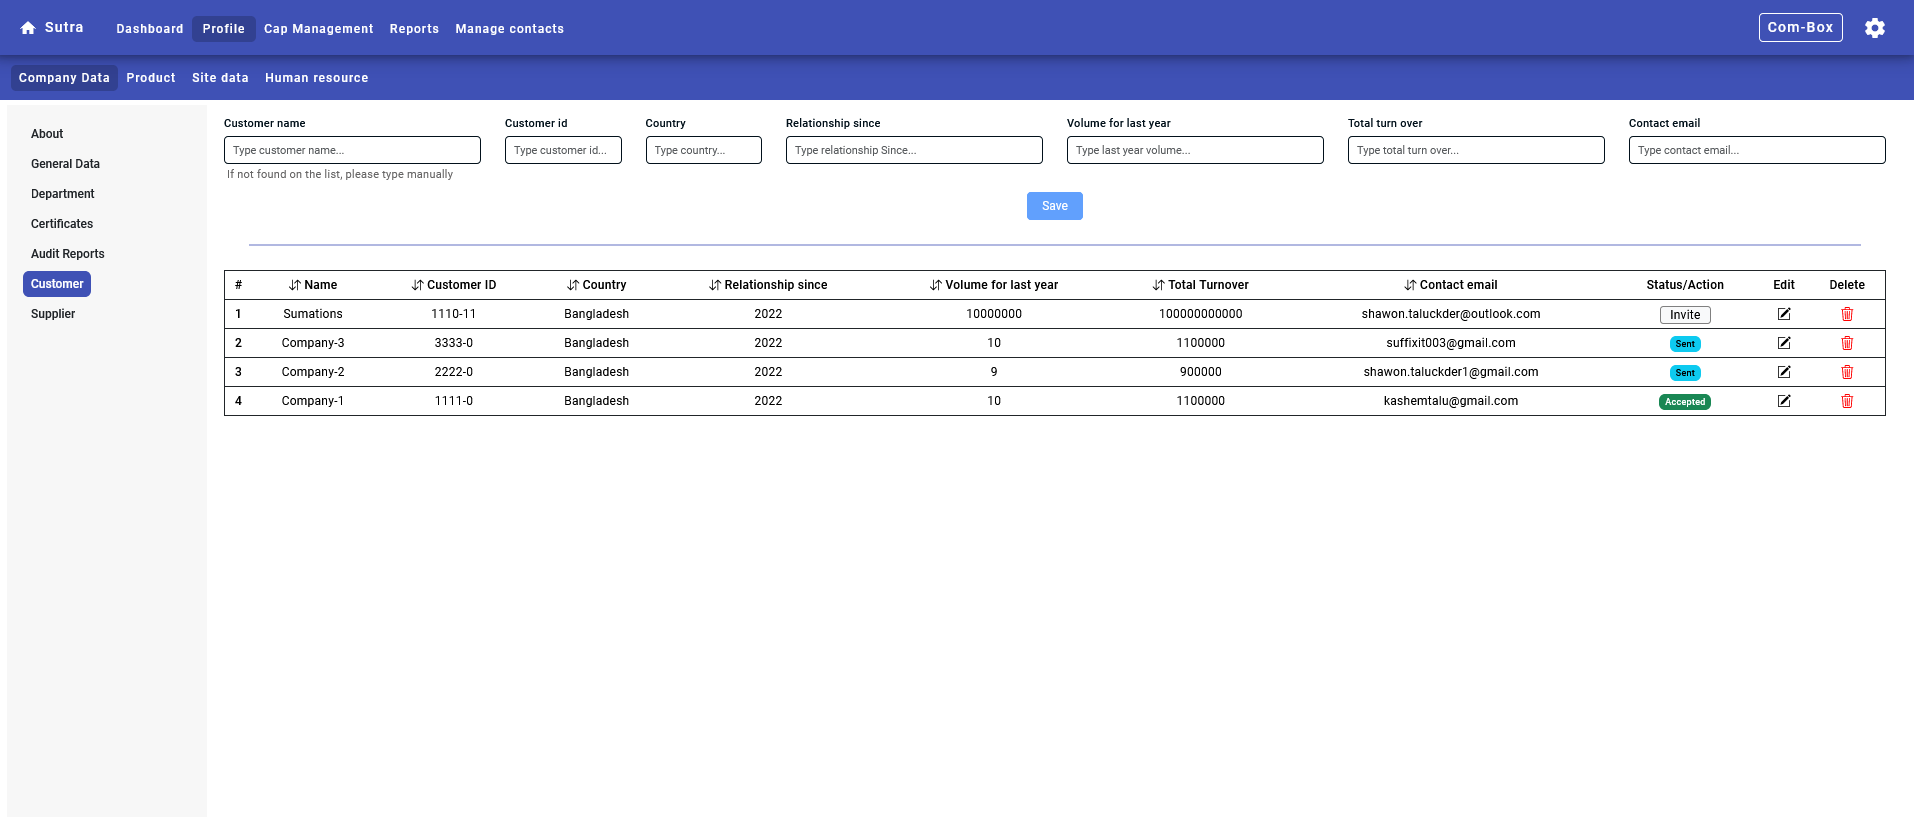 Sutra Dashboard Profile Cap Management Reports Manage contacts Com-Box
Company Data Product Site data Human resource
About
General Data
Department
Certificates
Audit Reports
Customer
Supplier
Customer name Customer id Country Relationship since Volume for last year Total turn over Contact email
Type customer name... Type customer id... Type country... Type relationship Since... Type last year volume... Type total turn over... Type contact email...
If not found on the list, please type manually
Save
# Name Customer ID Country Relationship since Volume for last year Total Turnover Contact email Status/Action Edit Delete
1 Sumations 1110-11 Bangladesh 2022 10000000 100000000000 shawon.taluckder@outlook.com Invite
2 Company-3 3333-0 Bangladesh 2022 10 1100000 suffixit003@gmail.com Sent
3 Company-2 2222-0 Bangladesh 2022 9 900000 shawon.taluckder1@gmail.com Sent
4 Company-1 1111-0 Bangladesh 2022 10 1100000 kashemtalu@gmail.com Accepted